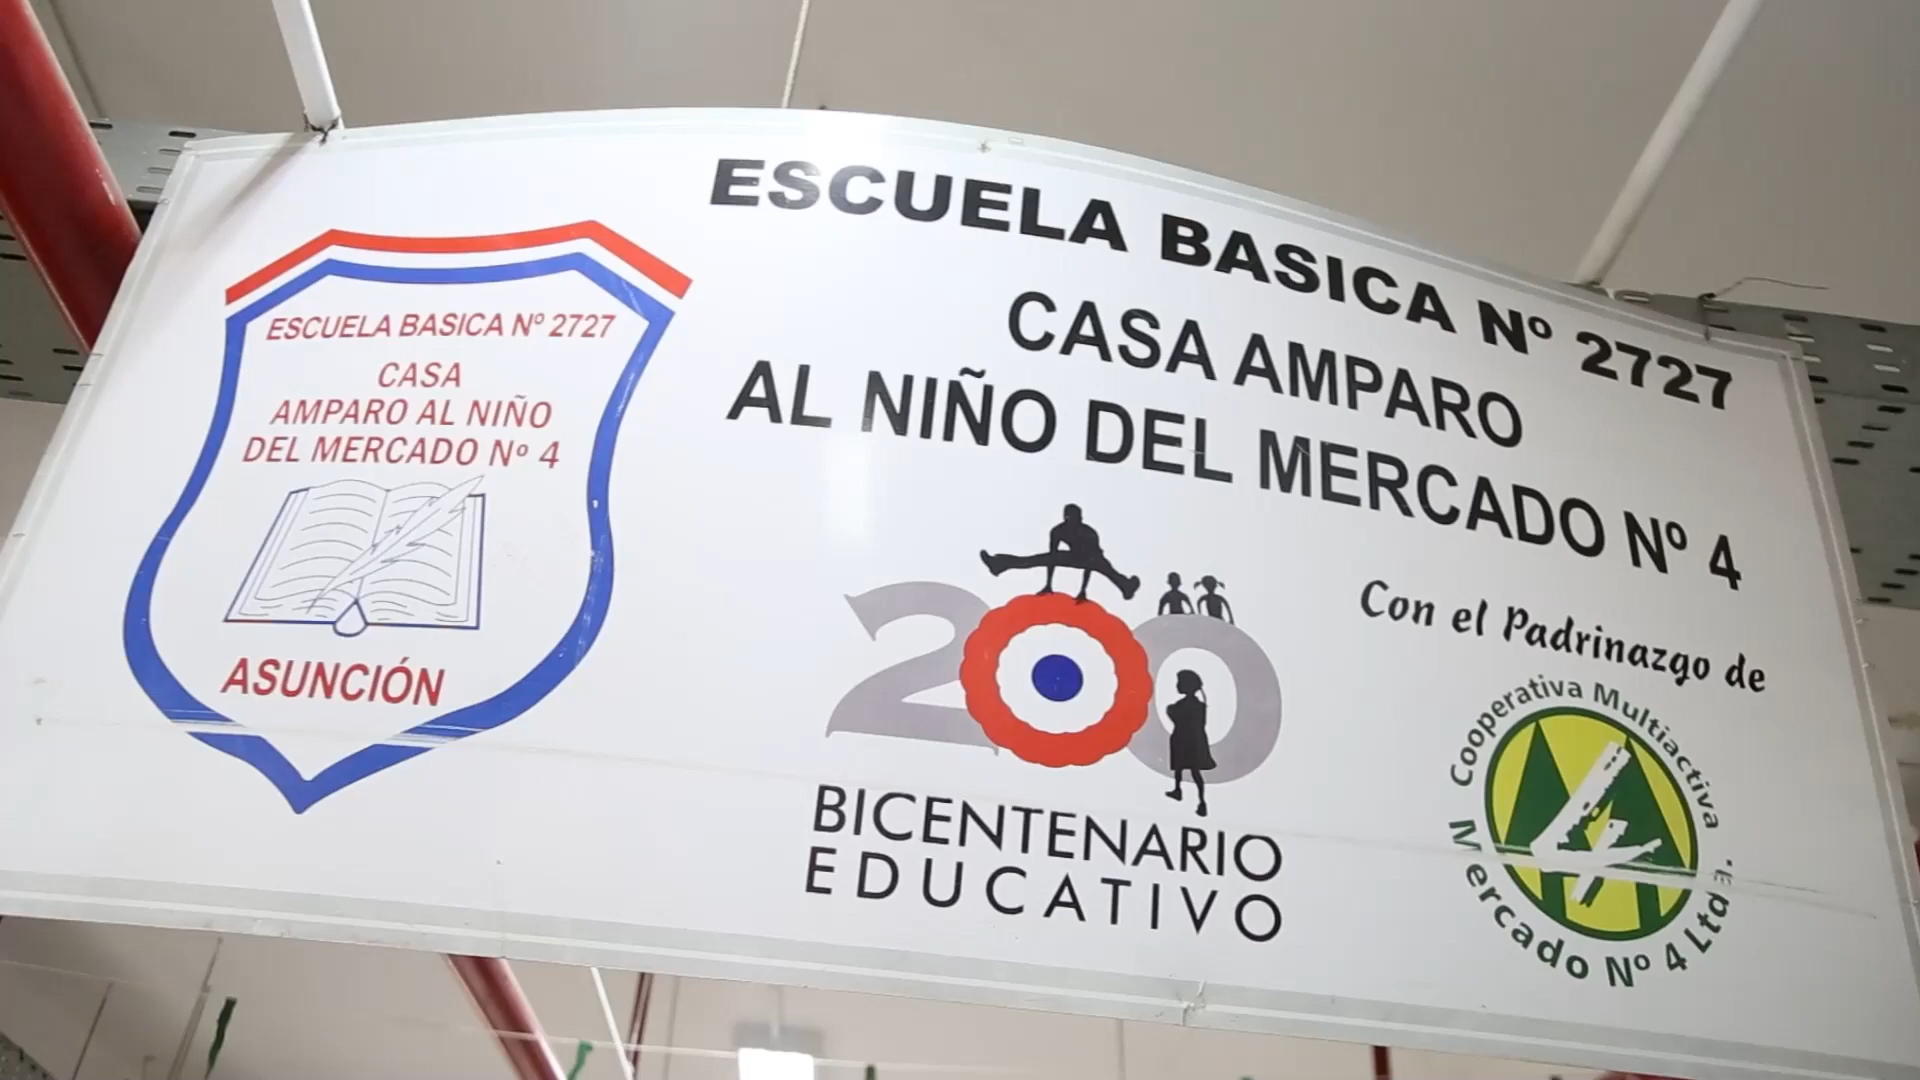 ESCUELA BASICA Nº 2727
CASA AMPARO
AL NIÑO DEL MERCADO Nº 4
ESCUELA BASICA Nº 2727
CASA
AMPARO AL NIÑO
DEL MERCADO Nº 4
ASUNCIÓN
200
BICENTENARIO
EDUCATIVO
Con el Padrinazgo de
Cooperativa Multiactiva
4
Mercado Nº 4 Ltda.